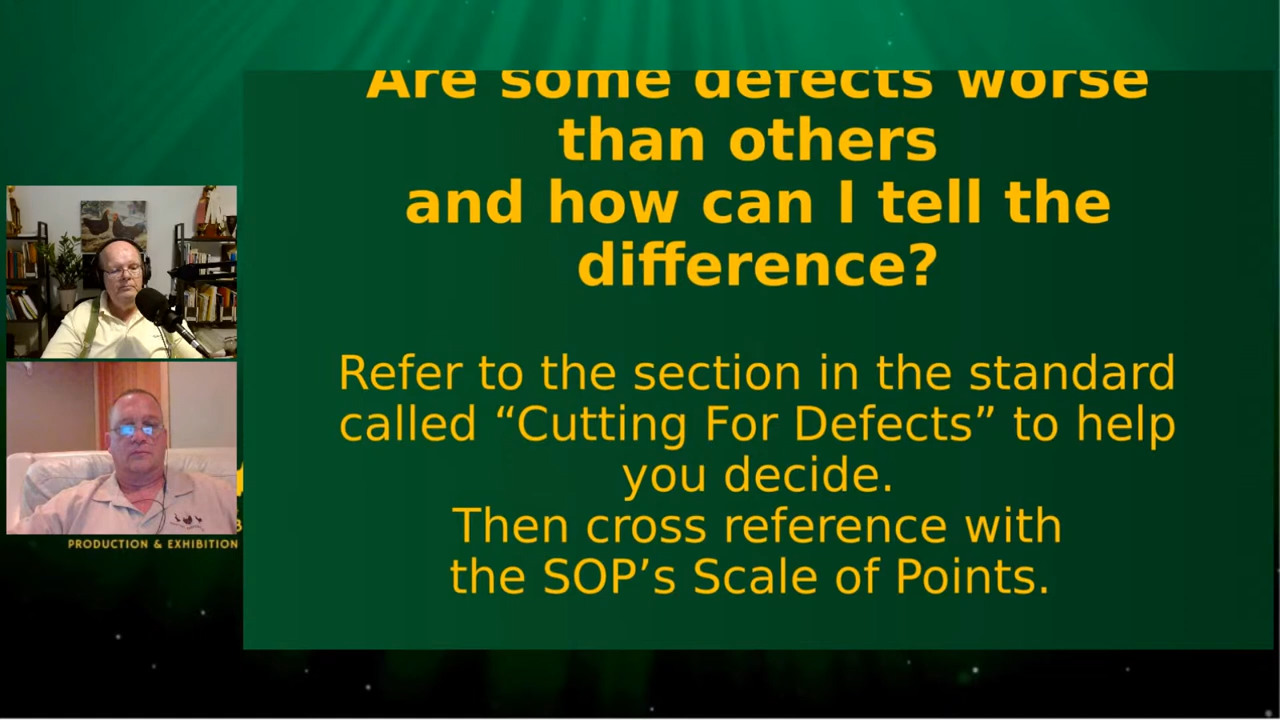 Are some defects worse
than others
and how can I tell the
difference?
Refer to the section in the standard
called “Cutting For Defects” to help
you decide.
Then cross reference with
the SOP’s Scale of Points.
PRODUCTION & EXHIBITION